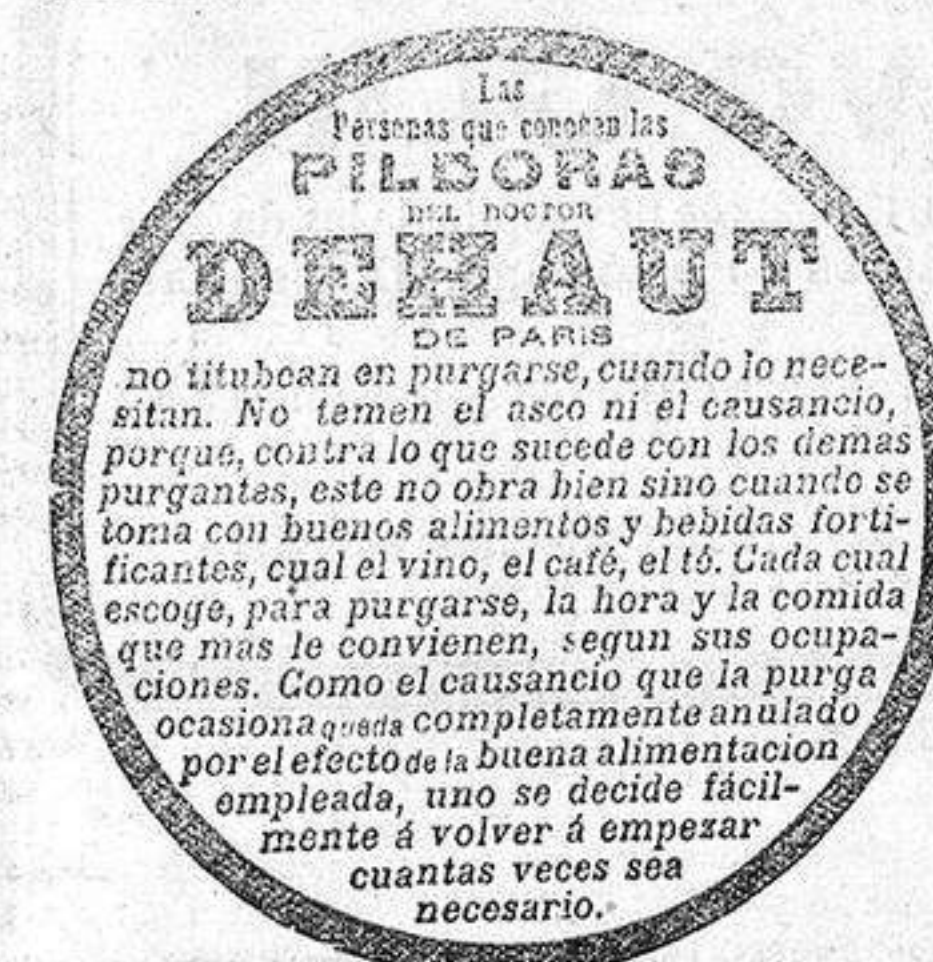 Las
Personas que conocen las
PILDORAS
DEL DOCTOR
DEHAUT
DE PARIS
no titubean en purgarse, cuando lo nece-
sitan. No temen el asco ni el causancio,
porque, contra lo que sucede con los demas
purgantes, este no obra bien sino cuando se
toma con buenos alimentos y bebidas forti-
ficantes, cual el vino, el café, el té. Cada cual
escoge, para purgarse, la hora y la comida
que mas le convienen, segun sus ocupa-
ciones. Como el causancio que la purga
ocasiona queda completamente anulado
por el efecto de la buena alimentacion
empleada, uno se decide fácil-
mente á volver á empezar
cuantas veces sea
necesario.